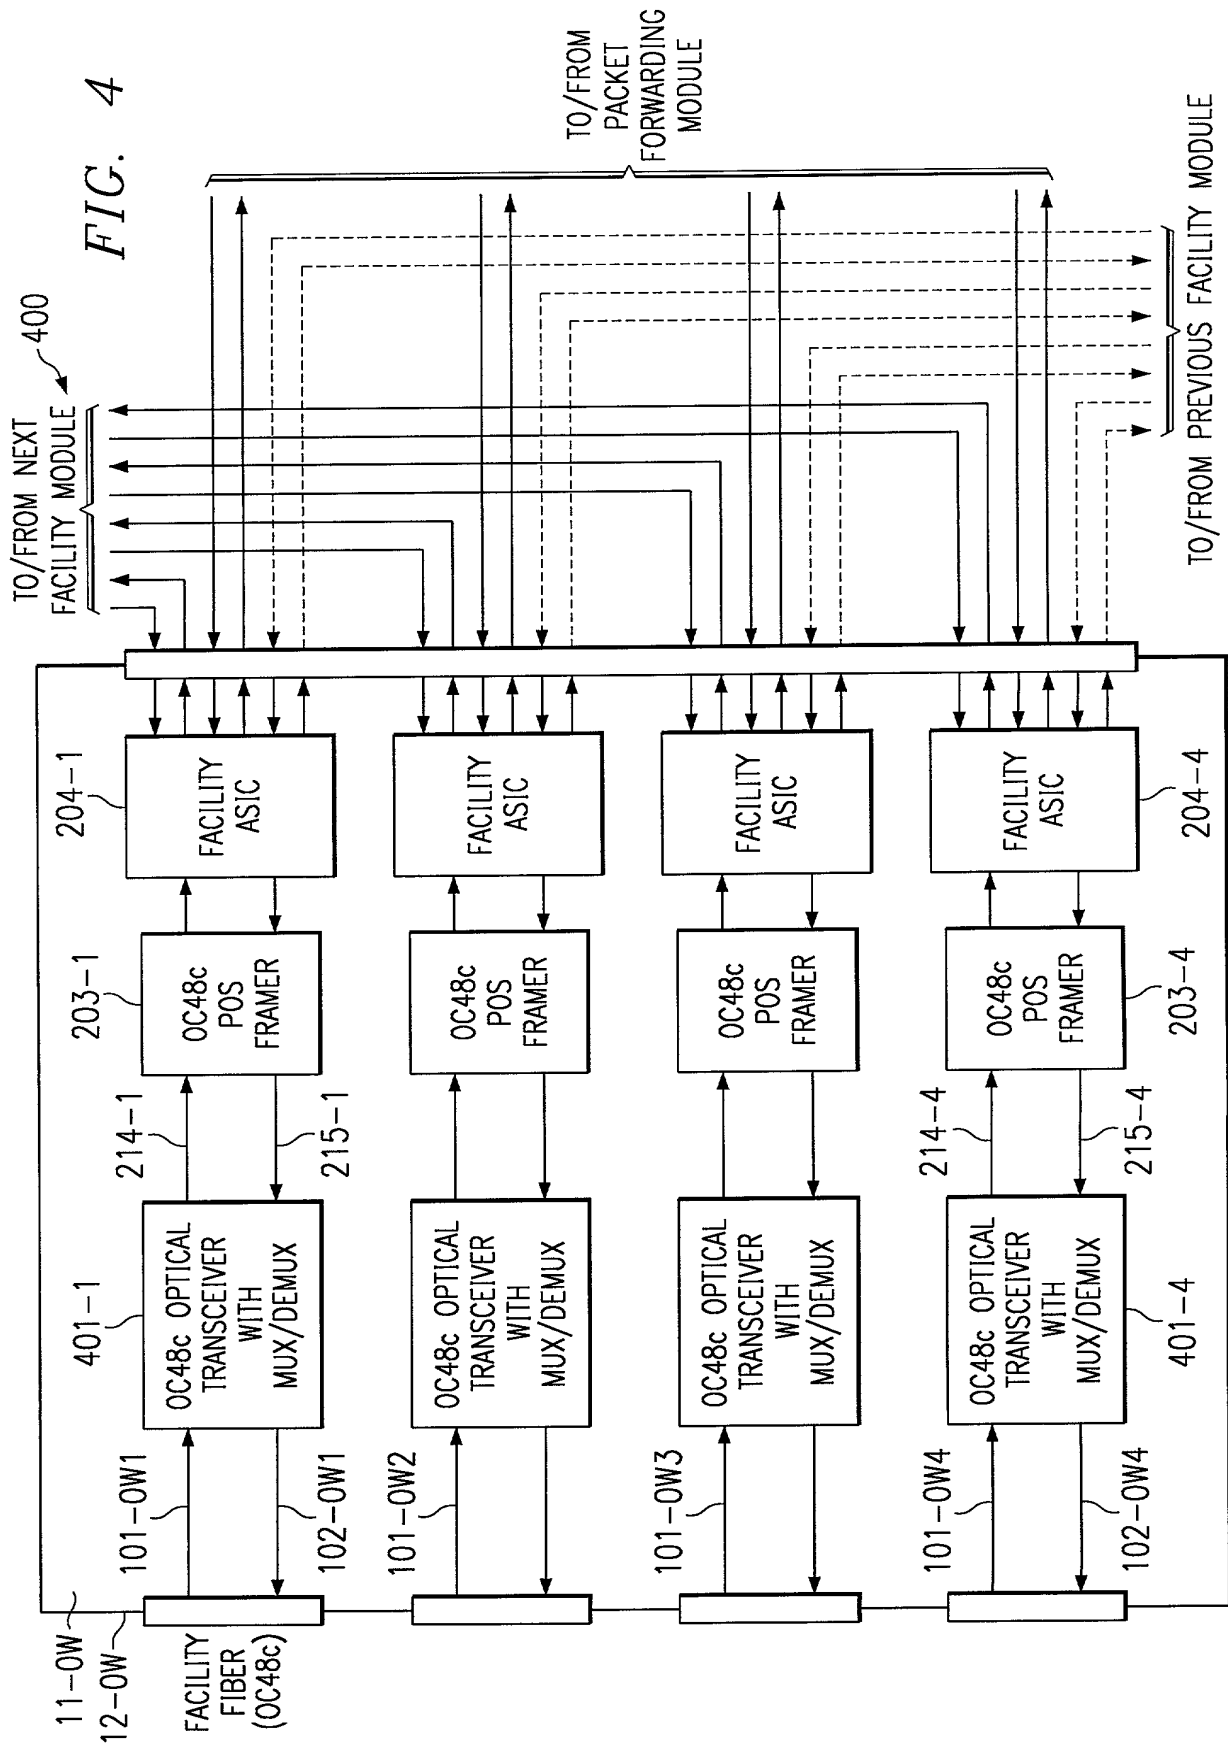 FIG. 4
400
TO/FROM NEXT
FACILITY MODULE
TO/FROM
PACKET
FORWARDING
MODULE
TO/FROM PREVIOUS FACILITY MODULE
11-OW
12-OW
FACILITY
FIBER
(OC48c)
101-OW1
102-OW1
401-1
OC48c OPTICAL
TRANSCEIVER
WITH
MUX/DEMUX
214-1
215-1
203-1
OC48c
POS
FRAMER
204-1
FACILITY
ASIC
101-OW2
OC48c OPTICAL
TRANSCEIVER
WITH
MUX/DEMUX
OC48c
POS
FRAMER
FACILITY
ASIC
101-OW3
OC48c OPTICAL
TRANSCEIVER
WITH
MUX/DEMUX
OC48c
POS
FRAMER
FACILITY
ASIC
101-OW4
102-OW4
OC48c OPTICAL
TRANSCEIVER
WITH
MUX/DEMUX
401-4
214-4
215-4
OC48c
POS
FRAMER
203-4
FACILITY
ASIC
204-4